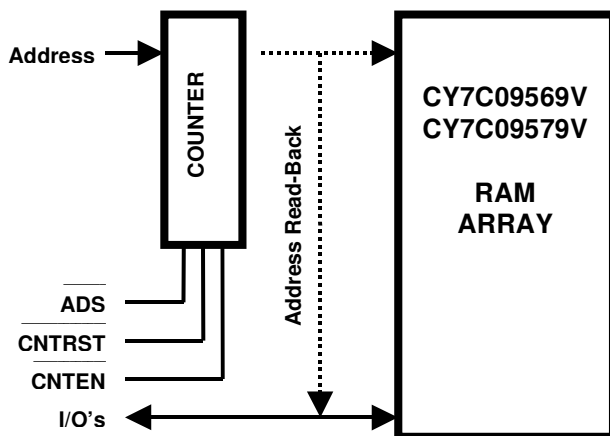 Address
COUNTER
Address Read-Back
CY7C09569V
CY7C09579V
RAM
ARRAY
ADS
CNTRST
CNTEN
I/O's